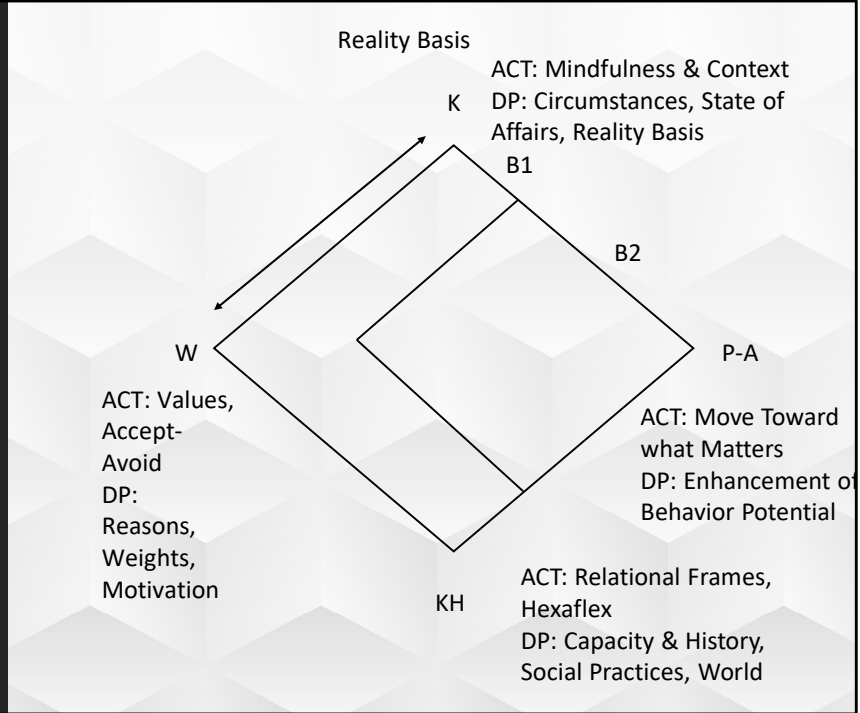 Reality Basis
ACT: Mindfulness & Context
K
DP: Circumstances, State of
Affairs, Reality Basis
B1
B2
W
P-A
ACT: Values,
Accept-
Avoid
DP:
Reasons,
Weights,
Motivation
ACT: Move Toward
what Matters
DP: Enhancement of
Behavior Potential
KH
ACT: Relational Frames,
Hexaflex
DP: Capacity & History,
Social Practices, World